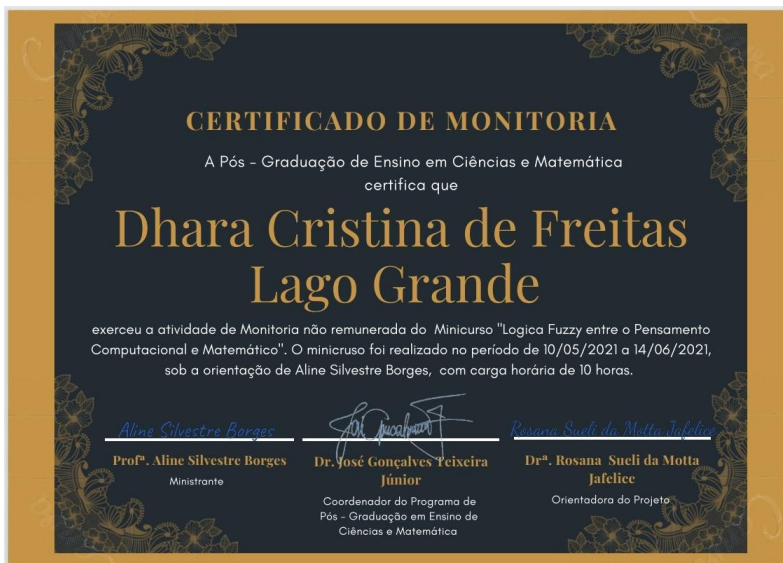 CERTIFICADO DE MONITORIA
A Pós - Graduação de Ensino em Ciências e Matemática
certifica que
Dhara Cristina de Freitas
Lago Grande
exerceu a atividade de Monitoria não remunerada do Minicurso "Logica Fuzzy entre o Pensamento
Computacional e Matemático". O minicruso foi realizado no período de 10/05/2021 a 14/06/2021,
sob a orientação de Aline Silvestre Borges, com carga horária de 10 horas.
Aline Silvestre Borges
Profª. Aline Silvestre Borges
Ministrante
Dr. José Gonçalves Teixeira
Júnior
Coordenador do Programa de
Pós - Graduação em Ensino de
Ciências e Matemática
Rosana Sueli da Motta Jafelice
Drª. Rosana Sueli da Motta
Jafelice
Orientadora do Projeto